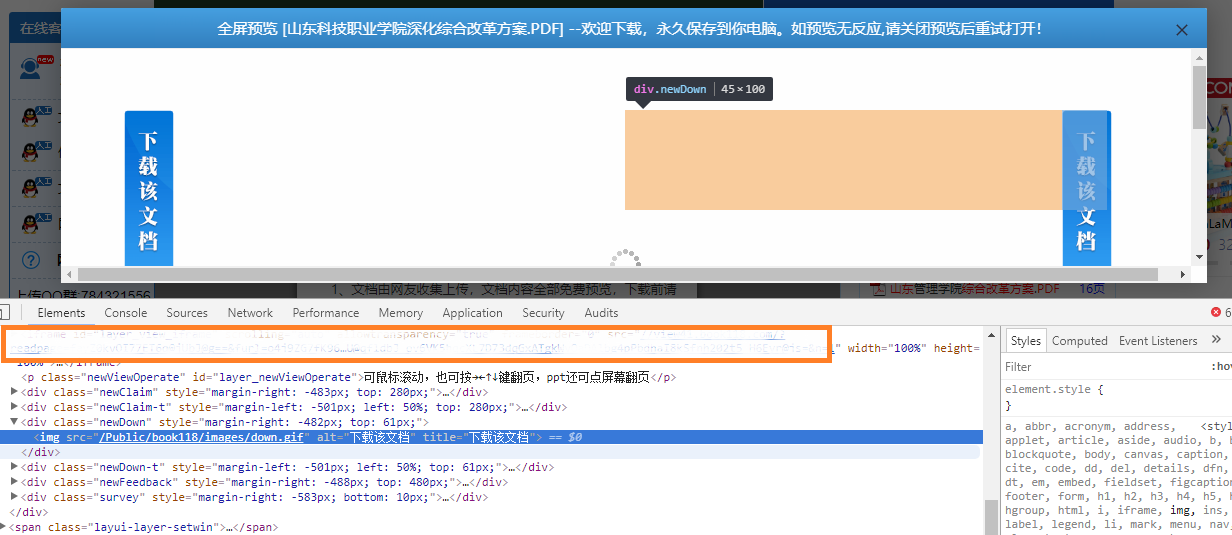 在线客
全屏预览 [山东科技职业学院深化综合改革方案.PDF] --欢迎下载，永久保存到你电脑。如预览无反应,请关闭预览后重试打开!
new
人工
人工
人工
人工
div.newDown 45×100
下载该文档
下载该文档
上传QQ群:784321556
1、文档由网友收集上传，文档内容全部免费预览，下载前请
山东管理学院综合改革方案.PDF 16页
Elements Console Sources Network Performance Memory Application Security Audits
6
" width="100%" height=
<p class="newViewOperate" id="layer_newViewOperate">可鼠标滚动，也可按→←↑↓键翻页，ppt还可点屏幕翻页</p>
<div class="newClaim" style="margin-right: -483px; top: 280px;">…</div>
<div class="newClaim-t" style="margin-left: -501px; left: 50%; top: 280px;">…</div>
<div class="newDown" style="margin-right: -482px; top: 61px;">
<img src="/Public/book118/images/down.gif" alt="下载该文档" title="下载该文档"> == $0
</div>
<div class="newDown-t" style="margin-left: -501px; left: 50%; top: 61px;">…</div>
<div class="newFeedback" style="margin-right: -488px; top: 480px;">…</div>
<div class="survey" style="margin-right: -583px; bottom: 10px;">…</div>
</div>
<span class="layui-layer-setwin">…</span>
Styles Computed Event Listeners »
Filter :hov
element.style {
}
a, abbr, acronym, address, <styl
applet, article, aside, audio, b, b
blockquote, body, canvas, caption,
cite, code, dd, del, details, dfn,
dt, em, embed, fieldset, figcaption
footer, form, h1, h2, h3, h4, h5, h
hgroup, html, i, iframe, img, ins,
label, legend, li, mark, menu, nav,